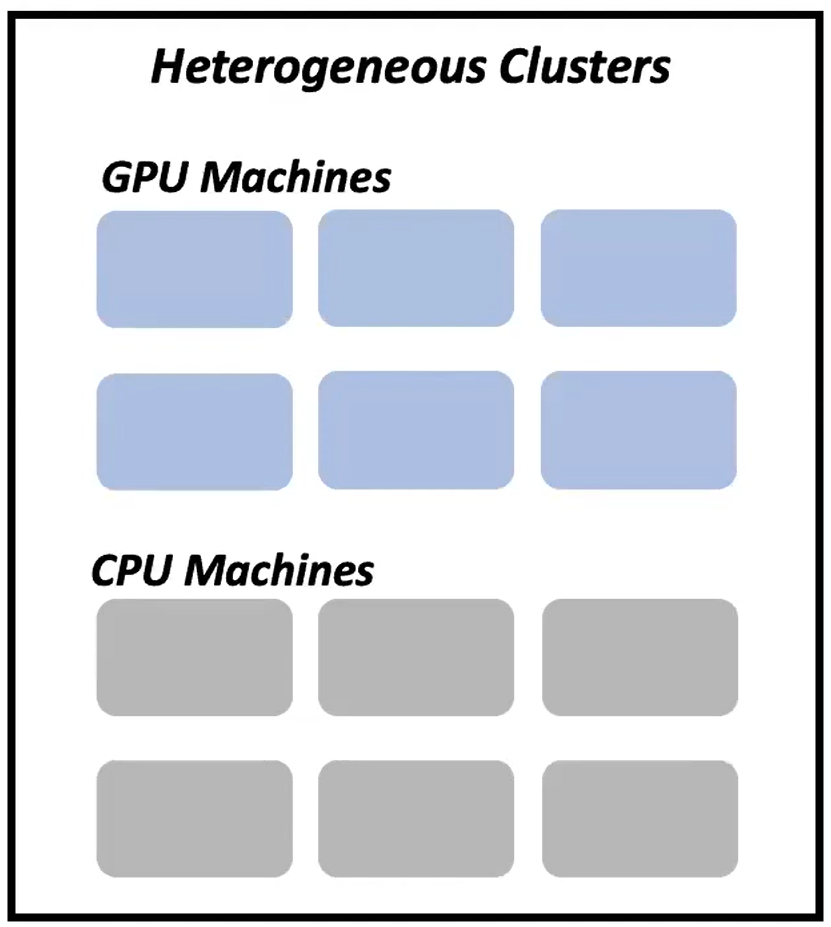 Heterogeneous Clusters
GPU Machines
CPU Machines